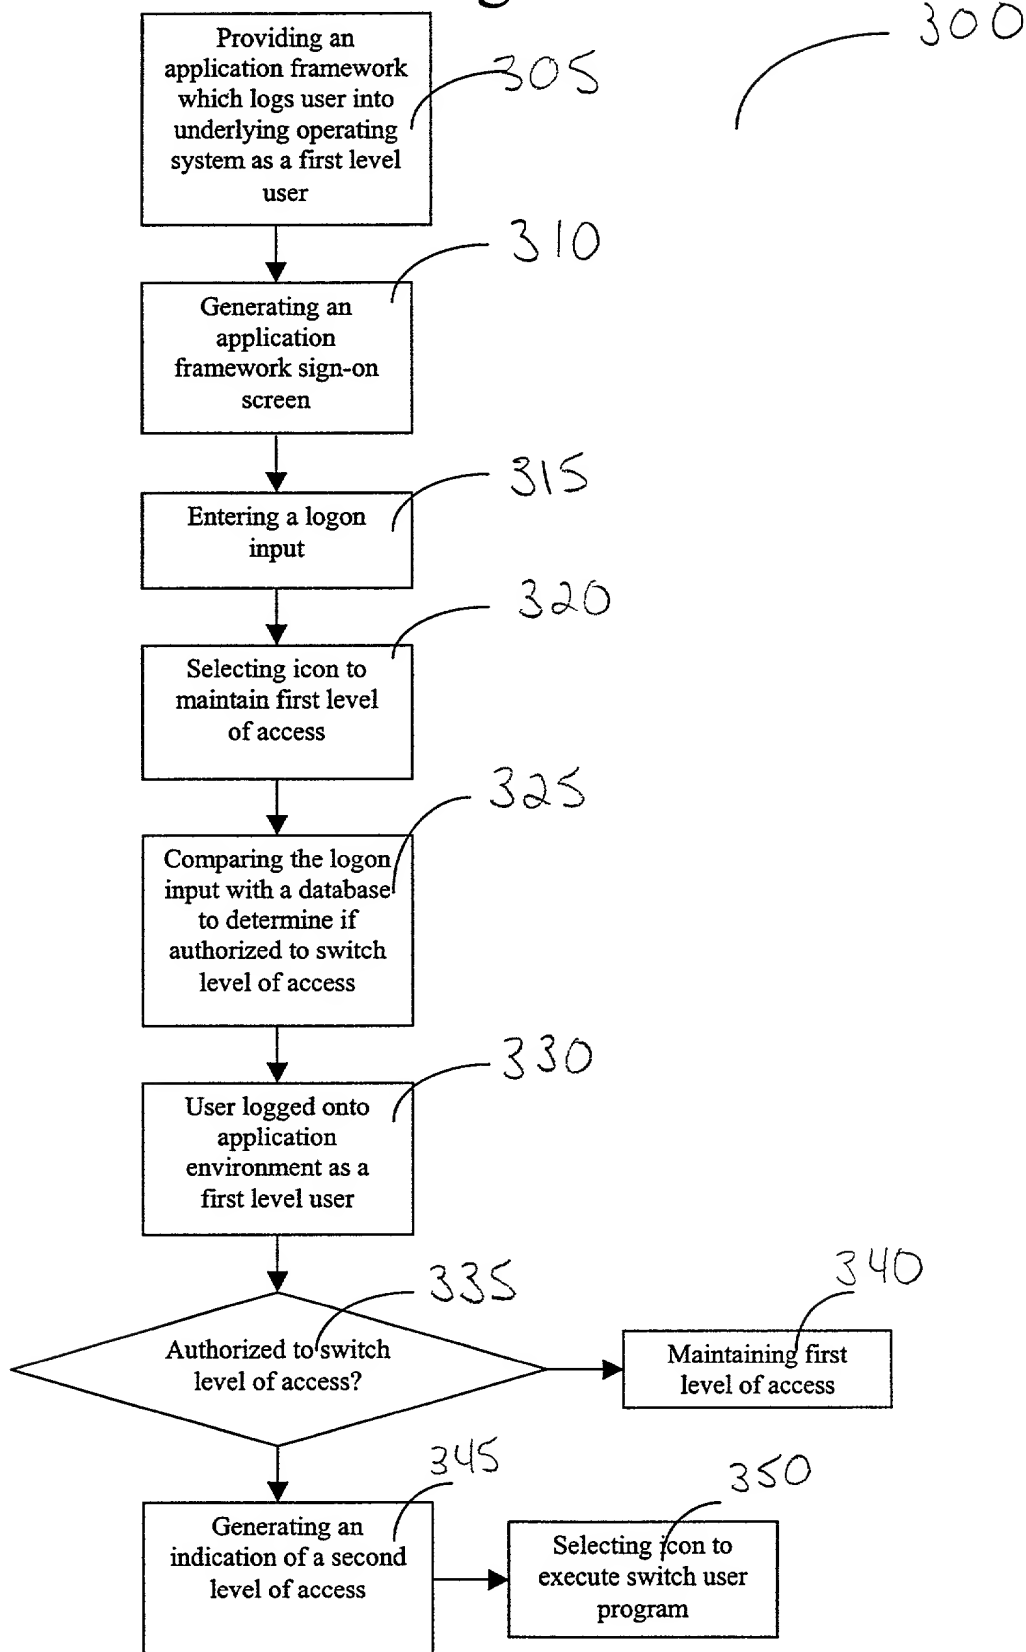 300
Providing an
application framework
which logs user into
underlying operating
system as a first level
user
305
310
Generating an
application
framework sign-on
screen
315
Entering a logon
input
320
Selecting icon to
maintain first level
of access
325
Comparing the logon
input with a database
to determine if
authorized to switch
level of access
330
User logged onto
application
environment as a
first level user
335
Authorized to switch
level of access?
340
Maintaining first
level of access
345
Generating an
indication of a second
level of access
350
Selecting icon to
execute switch user
program